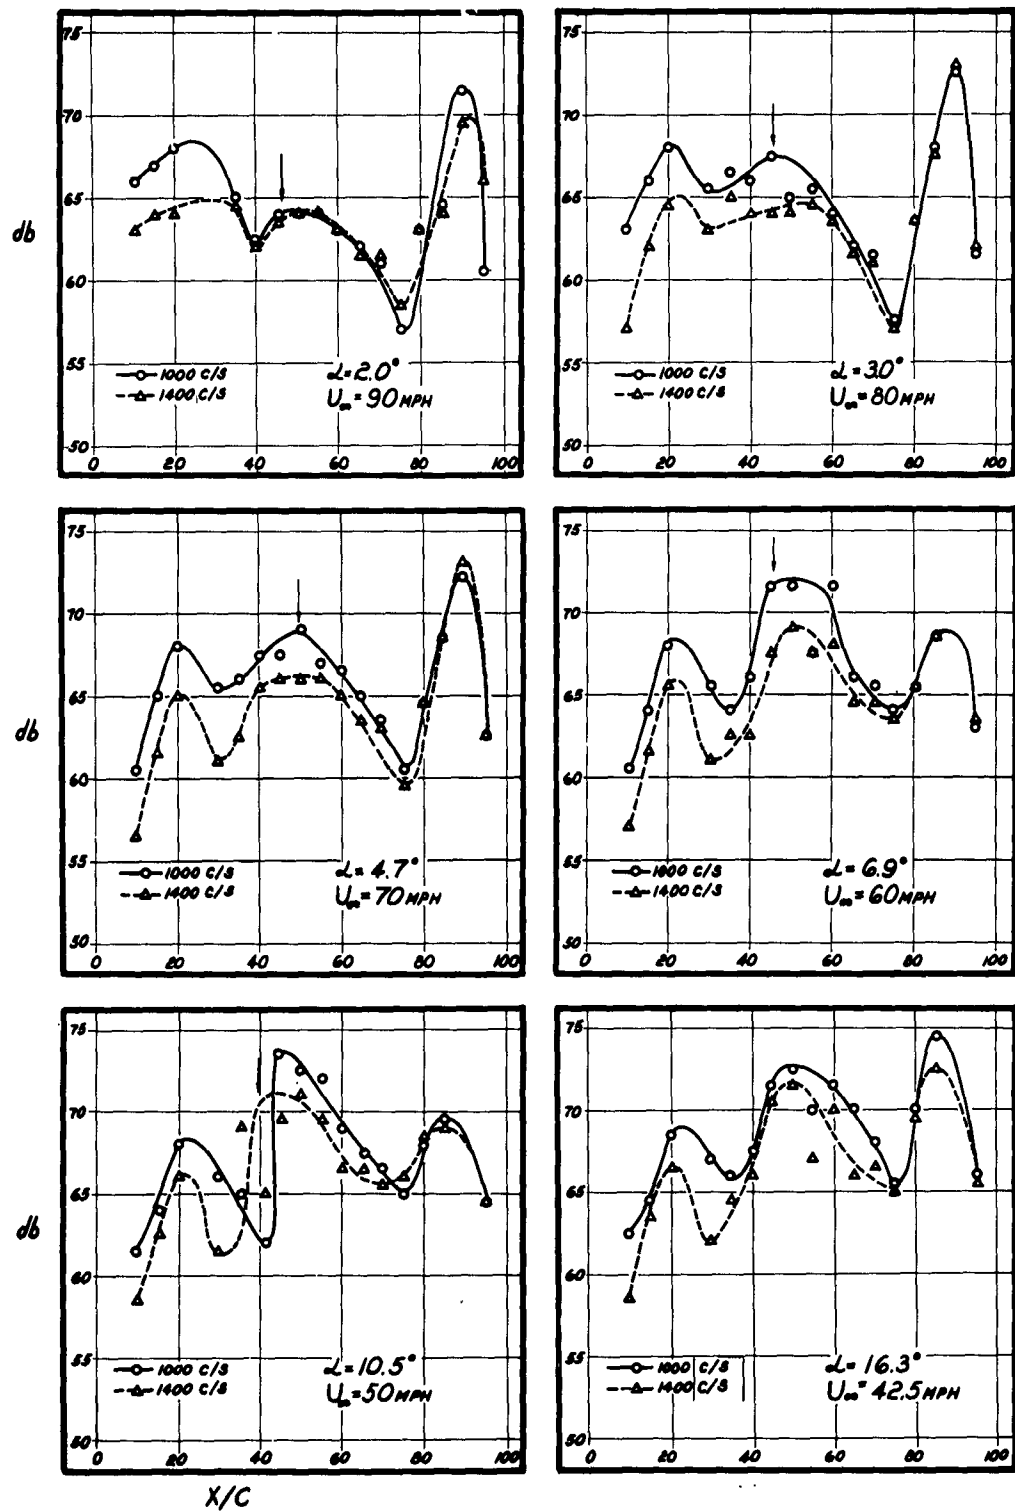 75
70
65
60
55
50
db
0 20 40 60 80 100
1000 C/S
1400 C/S
α=2.0°
U∞=90 MPH
75
70
65
60
55
50
0 20 40 60 80 100
1000 C/S
1400 C/S
α=3.0°
U∞=80 MPH
75
70
65
60
55
50
db
0 20 40 60 80 100
1000 C/S
1400 C/S
α=4.7°
U∞=70 MPH
75
70
65
60
55
50
0 20 40 60 80 100
1000 C/S
1400 C/S
α=6.9°
U∞=60 MPH
75
70
65
60
55
50
db
0 20 40 60 80 100
1000 C/S
1400 C/S
α=10.5°
U∞=50 MPH
X/C
75
70
65
60
55
50
0 20 40 60 80 100
1000 C/S
1400 C/S
α=16.3°
U∞=42.5 MPH